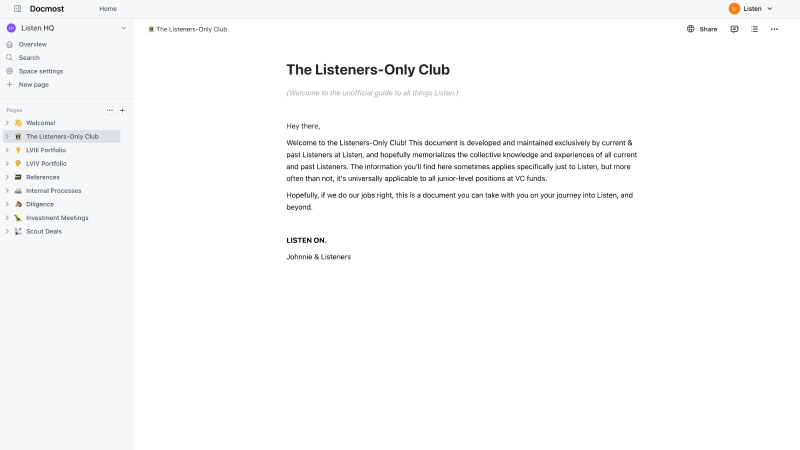 Docmost
Home
LI
Listen
LH
Listen HQ
Overview
Search
Space settings
New page
Pages
Welcome!
The Listeners-Only Club
LVIII Portfolio
LVIV Portfolio
References
Internal Processes
Diligence
Investment Meetings
Scout Deals
The Listeners-Only Club
Share
The Listeners-Only Club
(Welcome to the unofficial guide to all things Listen.)
Hey there,
Welcome to the Listeners-Only Club! This document is developed and maintained exclusively by current &
past Listeners at Listen, and hopefully memorializes the collective knowledge and experiences of all current
and past Listeners. The information you'll find here sometimes applies specifically just to Listen, but more
often than not, it's universally applicable to all junior-level positions at VC funds.
Hopefully, if we do our jobs right, this is a document you can take with you on your journey into Listen, and
beyond.
LISTEN ON.
Johnnie & Listeners